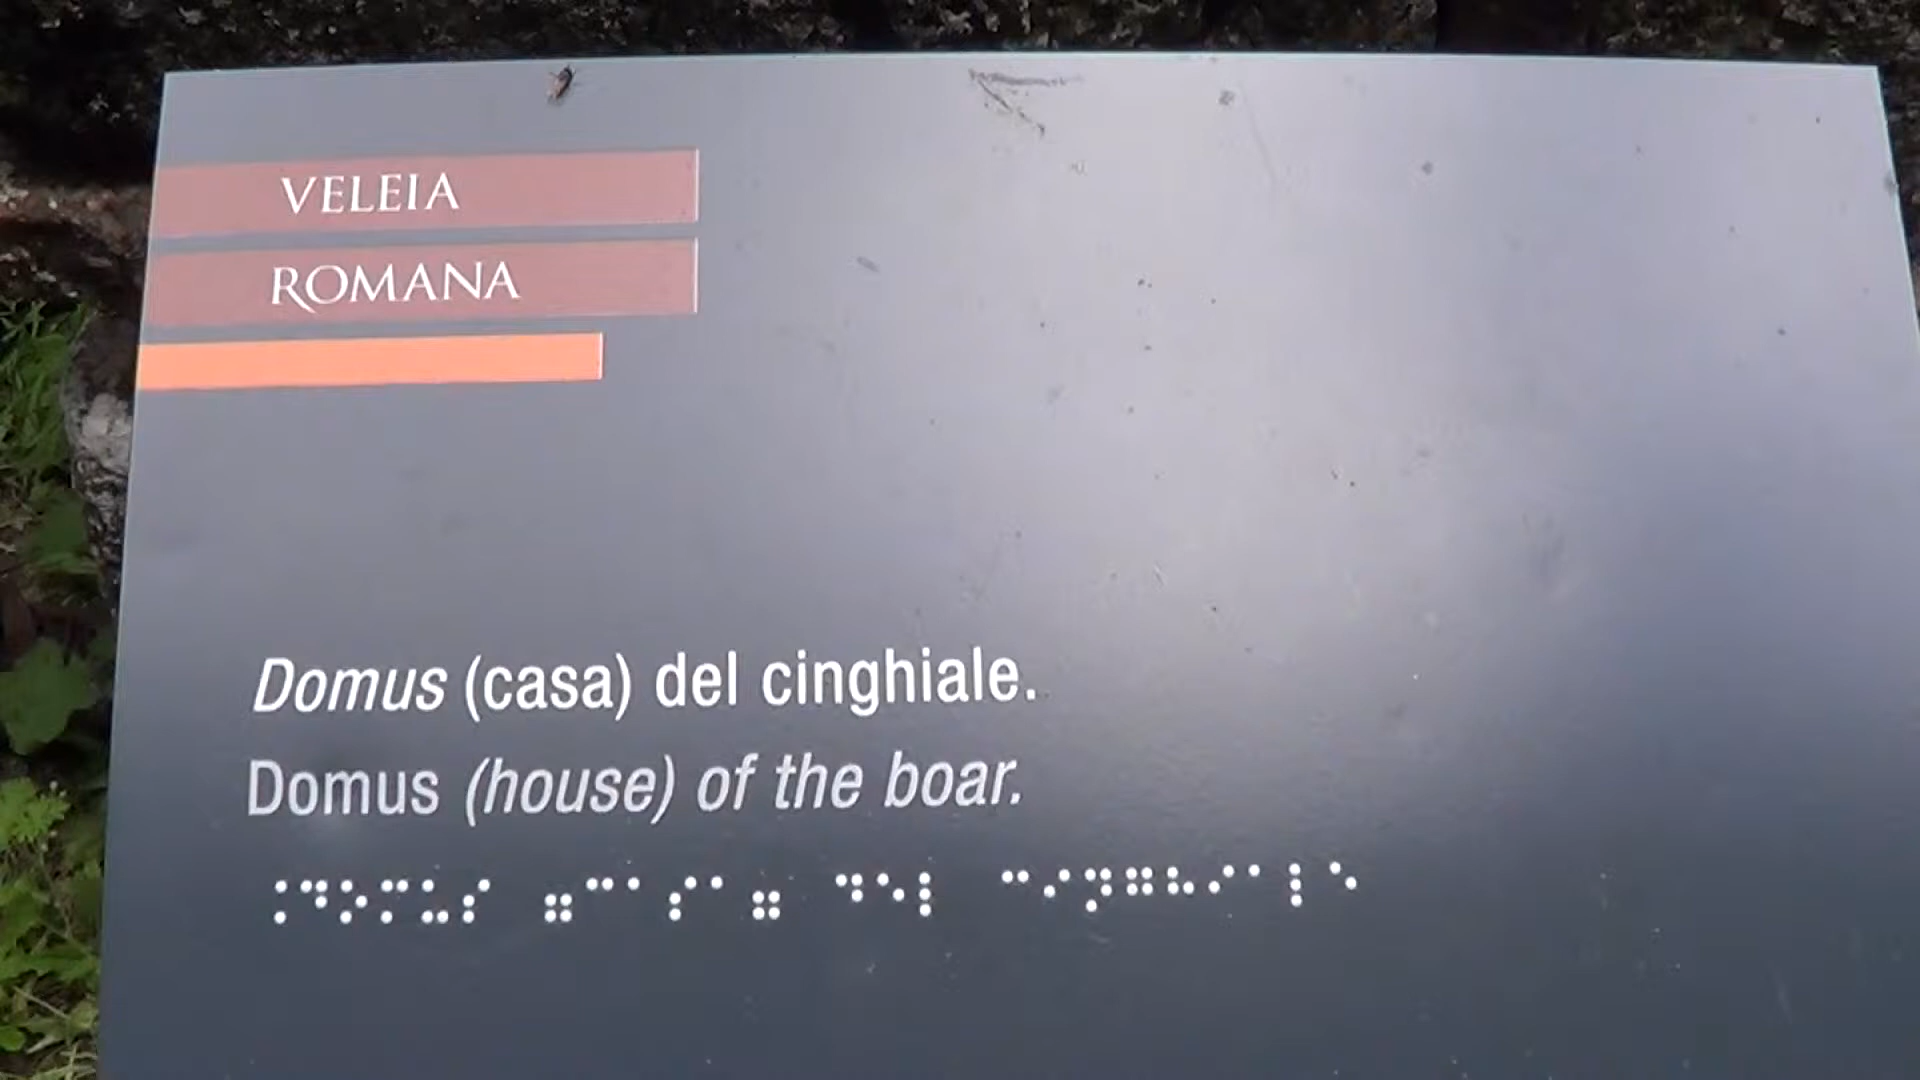 VELEIA
ROMANA
Domus (casa) del cinghiale.
Domus (house) of the boar.
⠨⠙⠕⠍⠥⠎ ⠶⠉⠁⠎⠁⠶ ⠙⠑⠇ ⠉⠊⠝⠛⠓⠊⠁⠇⠑